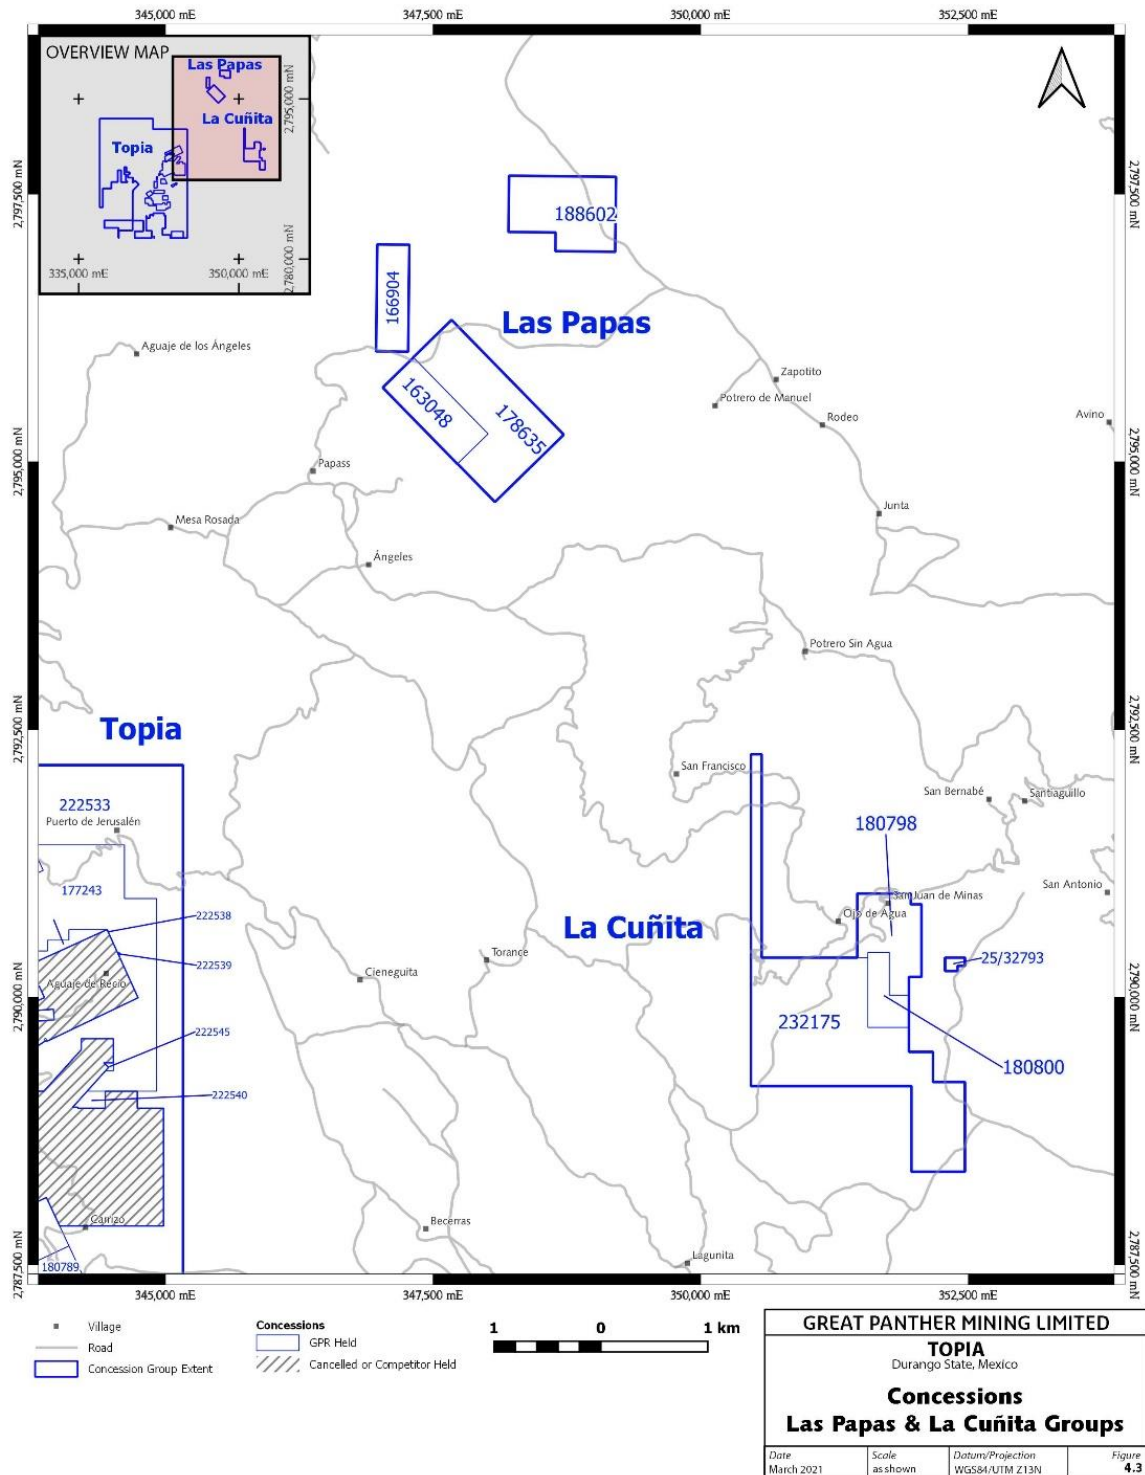 345,000 mE
347,500 mE
350,000 mE
352,500 mE
OVERVIEW MAP
Las Papas
La Cuñita
Topia
2,795,000 mN
2,780,000 mN
335,000 mE
350,000 mE
2,797,500 mN
2,797,500 mN
188602
166904
Las Papas
Aguaje de los Ángeles
163048
178635
Zapotito
Potrero de Manuel
Rodeo
Avino
2,795,000 mN
2,795,000 mN
Papass
Mesa Rosada
Junta
Ángeles
Potrero Sin Agua
Topia
2,792,500 mN
2,792,500 mN
San Francisco
San Bernabé
Santiaguillo
222533
Puerto de Jerusalén
180798
177243
San Juan de Minas
San Antonio
222538
La Cuñita
Ojo de Agua
222539
Torance
25/32793
Aguaje de Recio
Cieneguita
2,790,000 mN
2,790,000 mN
222545
232175
180800
222540
Carrizo
Becerras
Lagunita
180789
2,787,500 mN
2,787,500 mN
345,000 mE
347,500 mE
350,000 mE
352,500 mE
Village
Road
Concession Group Extent
Concessions
GPR Held
Cancelled or Competitor Held
1 0 1 km
GREAT PANTHER MINING LIMITED
TOPIA
Durango State, Mexico
Concessions
Las Papas & La Cuñita Groups
Date Scale Datum/Projection Figure
March 2021 as shown WGS84/UTM Z13N 4.3